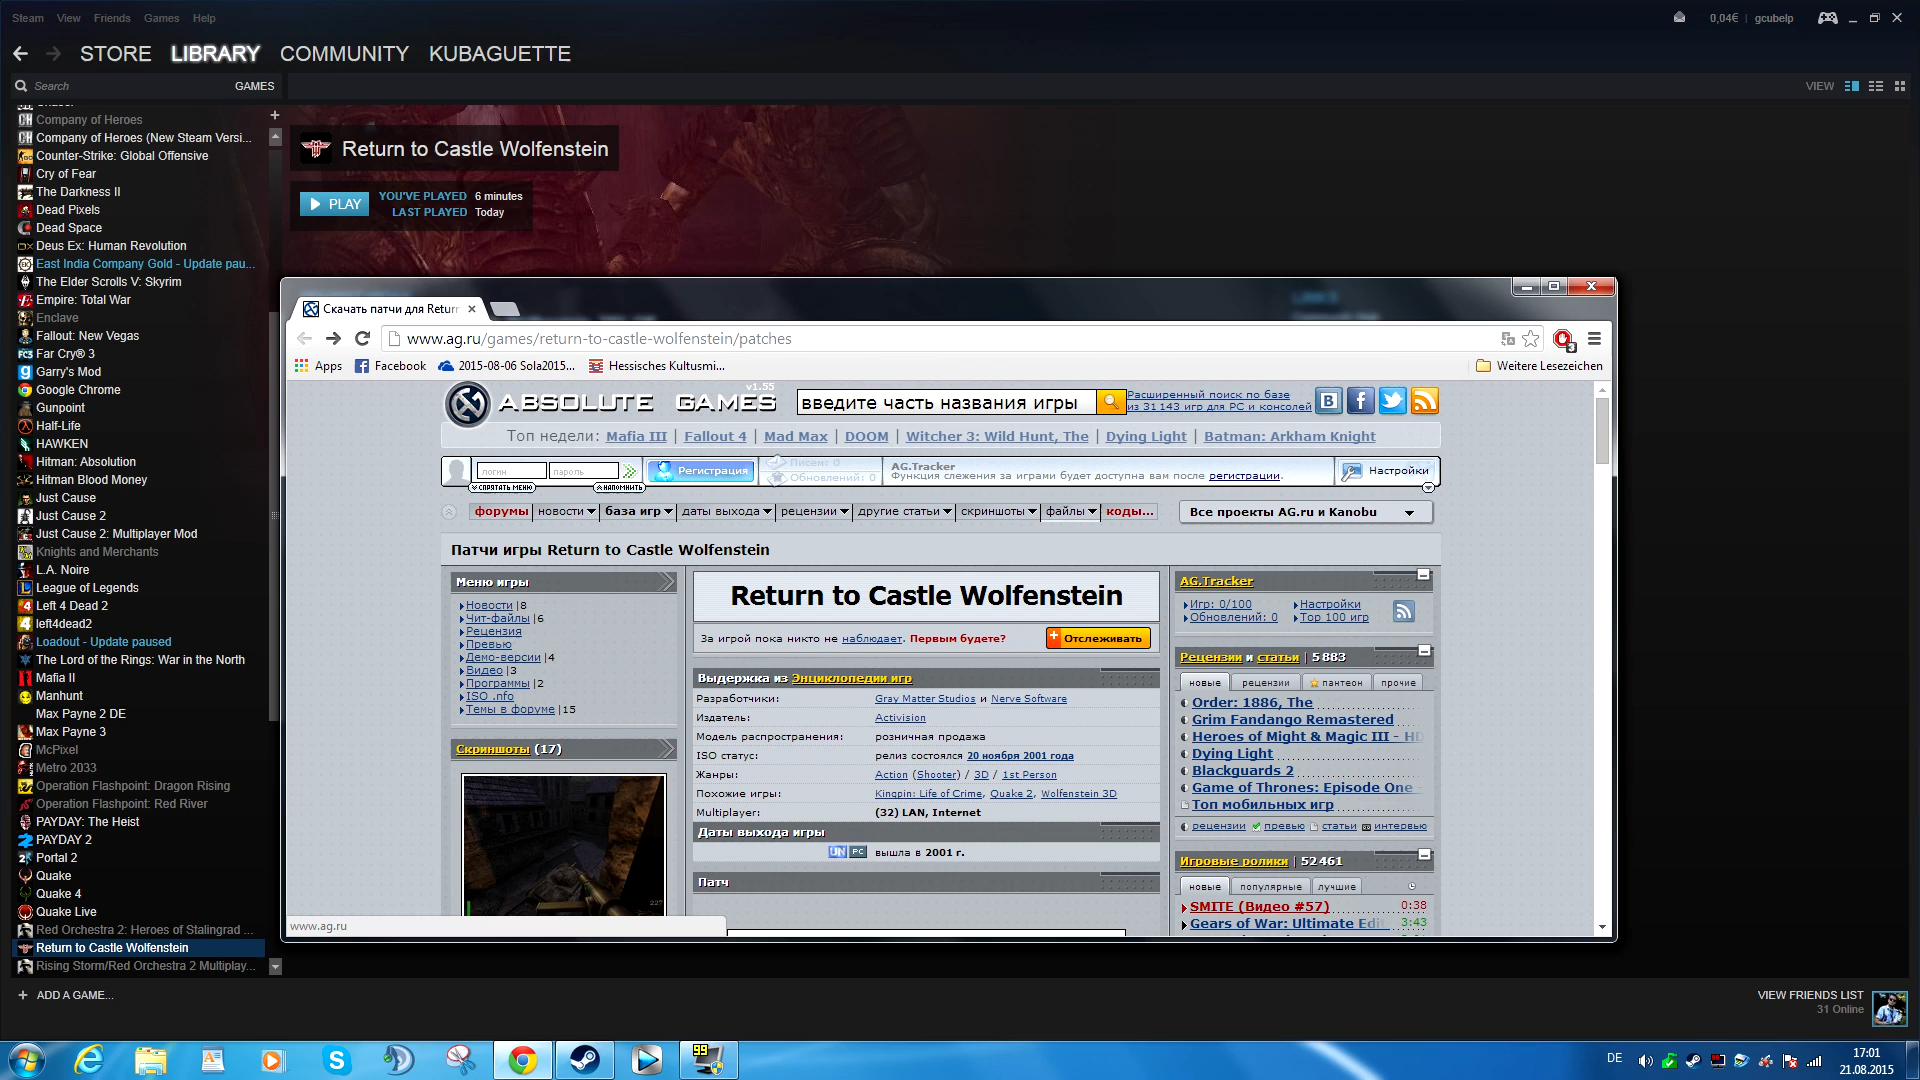 Steam View Friends Games Help
0,04€ | gcubelp
STORE LIBRARY COMMUNITY KUBAGUETTE
Search GAMES
VIEW
Company of Heroes
Company of Heroes (New Steam Versi...
Counter-Strike: Global Offensive
Cry of Fear
The Darkness II
Dead Pixels
Dead Space
Deus Ex: Human Revolution
East India Company Gold - Update pau...
The Elder Scrolls V: Skyrim
Empire: Total War
Enclave
Fallout: New Vegas
Far Cry® 3
Garry's Mod
Google Chrome
Gunpoint
Half-Life
HAWKEN
Hitman: Absolution
Hitman Blood Money
Just Cause
Just Cause 2
Just Cause 2: Multiplayer Mod
Knights and Merchants
L.A. Noire
League of Legends
Left 4 Dead 2
left4dead2
Loadout - Update paused
The Lord of the Rings: War in the North
Mafia II
Manhunt
Max Payne 2 DE
Max Payne 3
McPixel
Metro 2033
Operation Flashpoint: Dragon Rising
Operation Flashpoint: Red River
PAYDAY: The Heist
PAYDAY 2
Portal 2
Quake
Quake 4
Quake Live
Red Orchestra 2: Heroes of Stalingrad ...
Return to Castle Wolfenstein
Rising Storm/Red Orchestra 2 Multiplay...
+ ADD A GAME...
Return to Castle Wolfenstein
PLAY
YOU'VE PLAYED 6 minutes
LAST PLAYED Today
Скачать патчи для Return
www.ag.ru/games/return-to-castle-wolfenstein/patches
3
Apps Facebook 2015-08-06 Sola2015... Hessisches Kultusmi... Weitere Lesezeichen
v1.55
ABSOLUTE GAMES
введите часть названия игры
Расширенный поиск по базе
из 31 143 игр для PC и консолей
Топ недели: Mafia III | Fallout 4 | Mad Max | DOOM | Witcher 3: Wild Hunt, The | Dying Light | Batman: Arkham Knight
логин пароль
спрятать меню напомнить
Регистрация
Писем: 0
Обновлений: 0
AG.Tracker
Функция слежения за играми будет доступна вам после регистрации.
Настройки
форумы новости база игр даты выхода рецензии другие статьи скриншоты файлы коды...
Все проекты AG.ru и Kanobu
Патчи игры Return to Castle Wolfenstein
Меню игры
Новости |8
Чит-файлы |6
Рецензия
Превью
Демо-версии |4
Видео |3
Программы |2
ISO .nfo
Темы в форуме |15
Скриншоты (17)
227
Return to Castle Wolfenstein
За игрой пока никто не наблюдает. Первым будете?
+ Отслеживать
Выдержка из Энциклопедии игр
Разработчики: Gray Matter Studios и Nerve Software
Издатель: Activision
Модель распространения: розничная продажа
ISO статус: релиз состоялся 20 ноября 2001 года
Жанры: Action (Shooter) / 3D / 1st Person
Похожие игры: Kingpin: Life of Crime, Quake 2, Wolfenstein 3D
Multiplayer: (32) LAN, Internet
Даты выхода игры
UN PC вышла в 2001 г.
Патч
AG.Tracker
Игр: 0/100 Настройки
Обновлений: 0 Top 100 игр
Рецензии и статьи | 5 883
новые рецензии пантеон прочие
Order: 1886, The
Grim Fandango Remastered
Heroes of Might & Magic III - HD
Dying Light
Blackguards 2
Game of Thrones: Episode One -
Топ мобильных игр
рецензии превью статьи интервью
Игровые ролики | 52 461
новые популярные лучшие
SMITE (Видео #57) 0:38
Gears of War: Ultimate Edit 3:43
www.ag.ru
VIEW FRIENDS LIST
31 Online
99
DE
17:01
21.08.2015